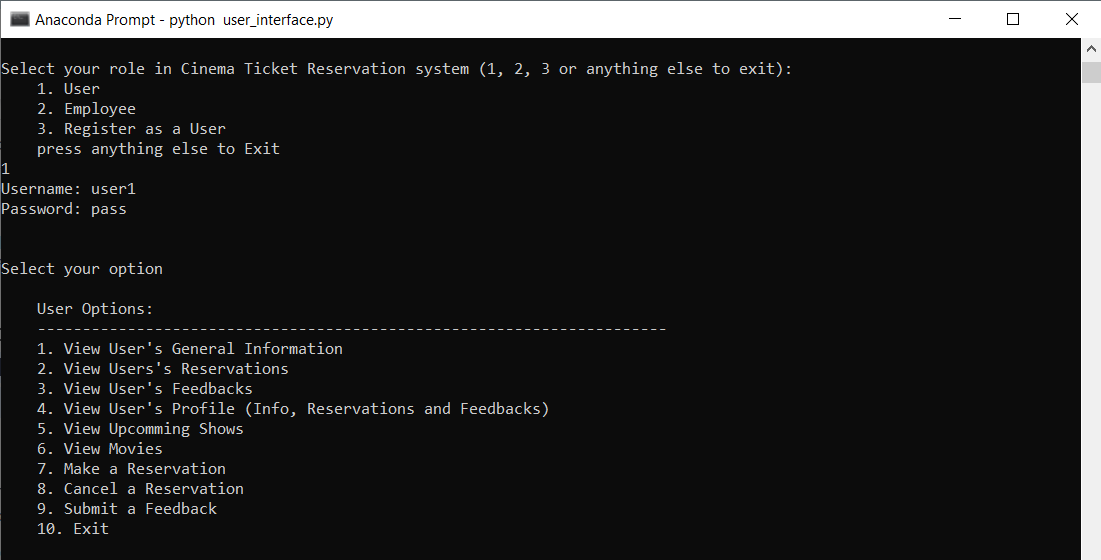 Anaconda Prompt - python  user_interface.py
Select your role in Cinema Ticket Reservation system (1, 2, 3 or anything else to exit):
1. User
2. Employee
3. Register as a User
press anything else to Exit
1
Username: user1
Password: pass
Select your option
User Options:
----------------------------------------------------------------------
1. View User's General Information
2. View Users's Reservations
3. View User's Feedbacks
4. View User's Profile (Info, Reservations and Feedbacks)
5. View Upcomming Shows
6. View Movies
7. Make a Reservation
8. Cancel a Reservation
9. Submit a Feedback
10. Exit